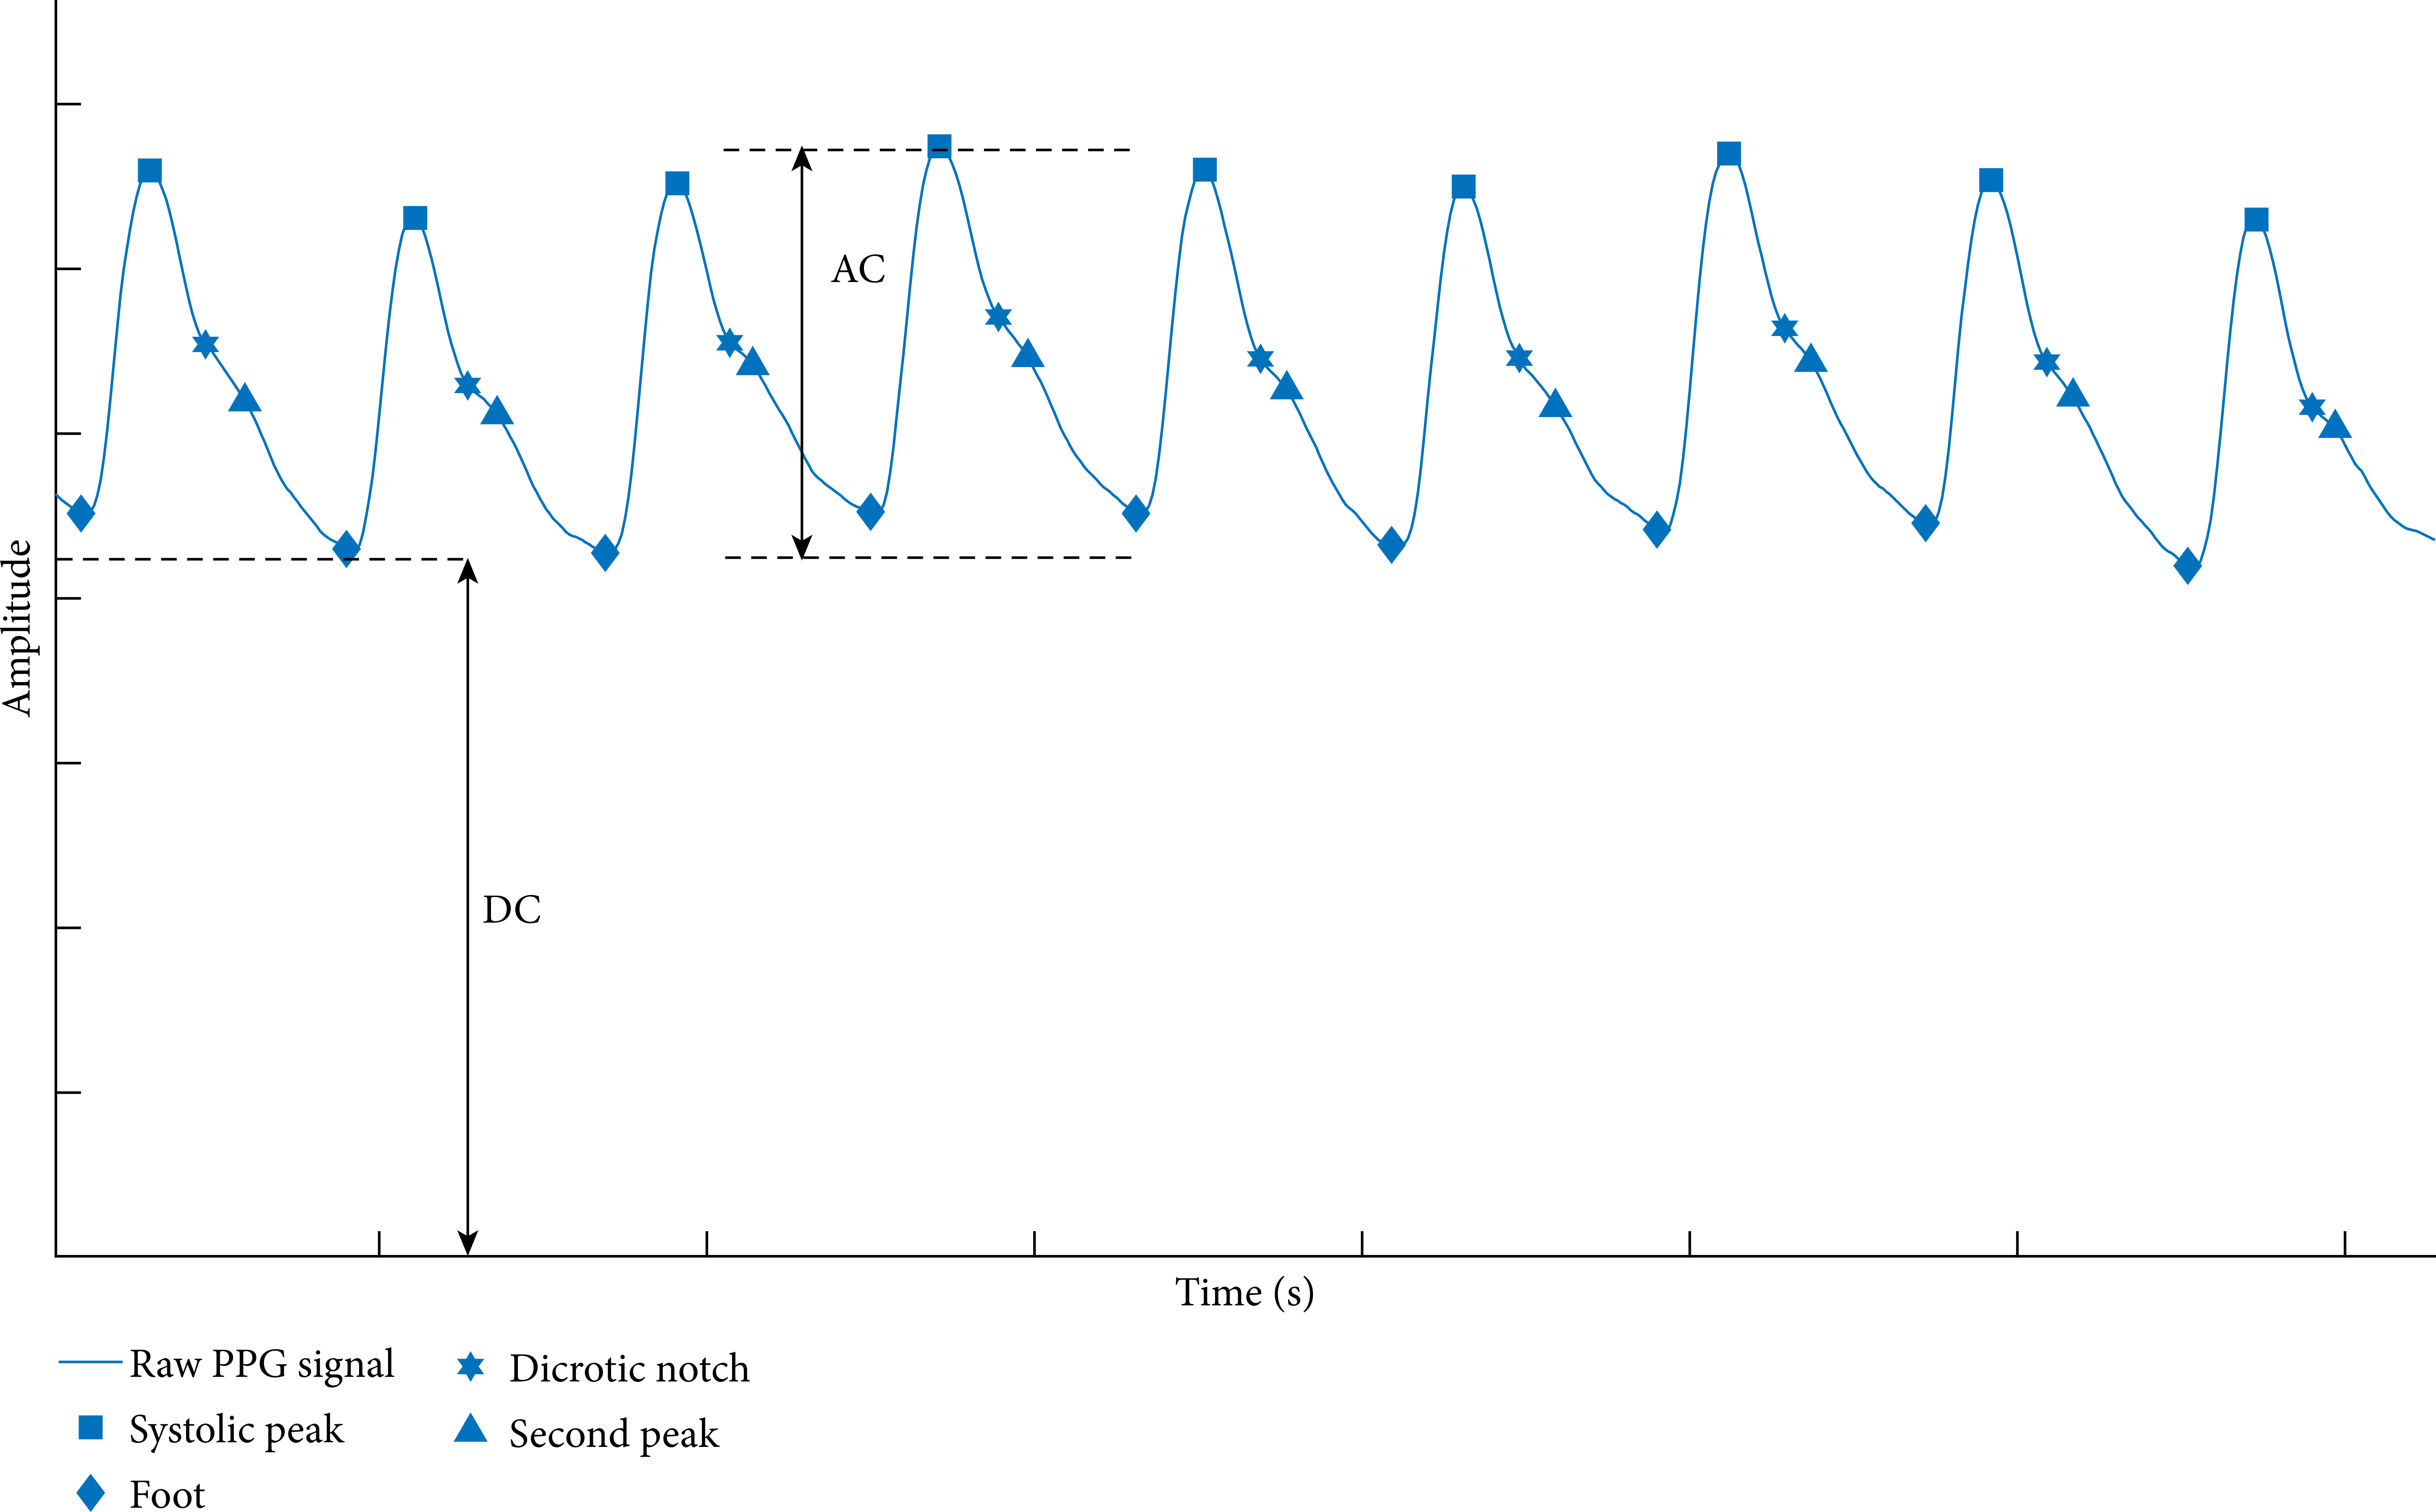 Amplitude
AC
DC
Time (s)
Raw PPG signal
Systolic peak
Foot
Dicrotic notch
Second peak